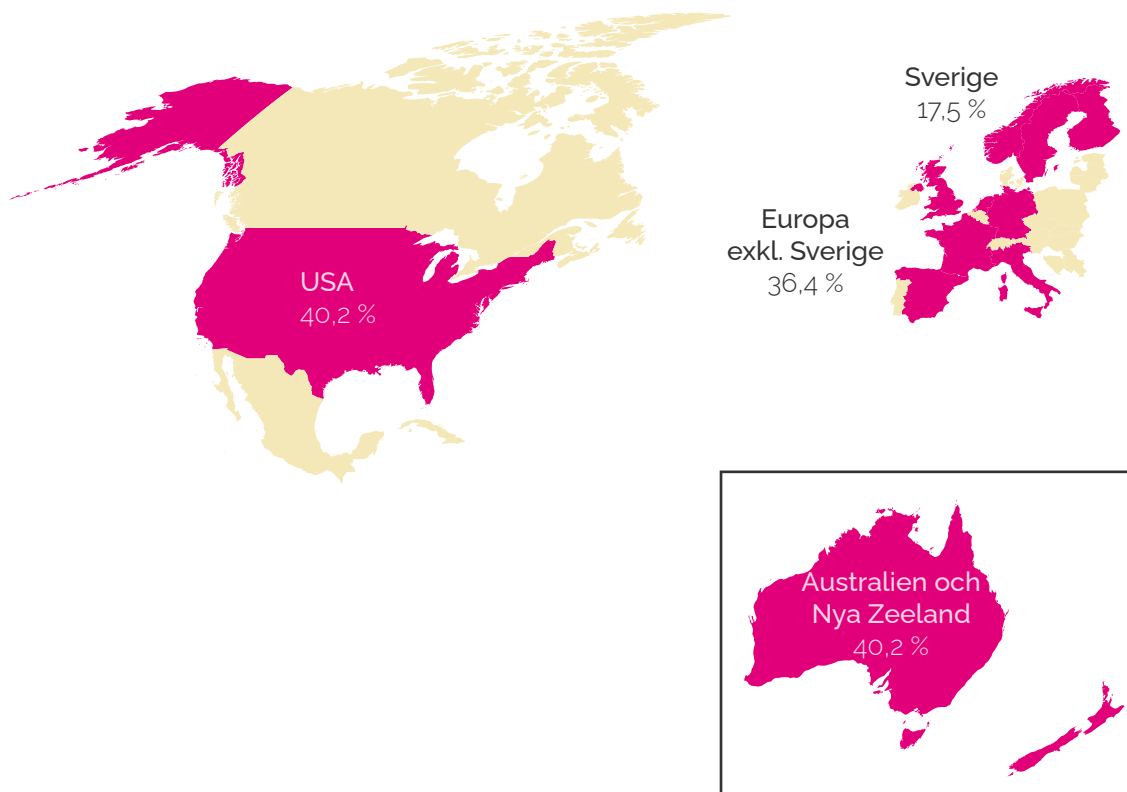 Sverige
17,5 %
Europa
exkl. Sverige
36,4 %
USA
40,2 %
Australien och
Nya Zeeland
40,2 %